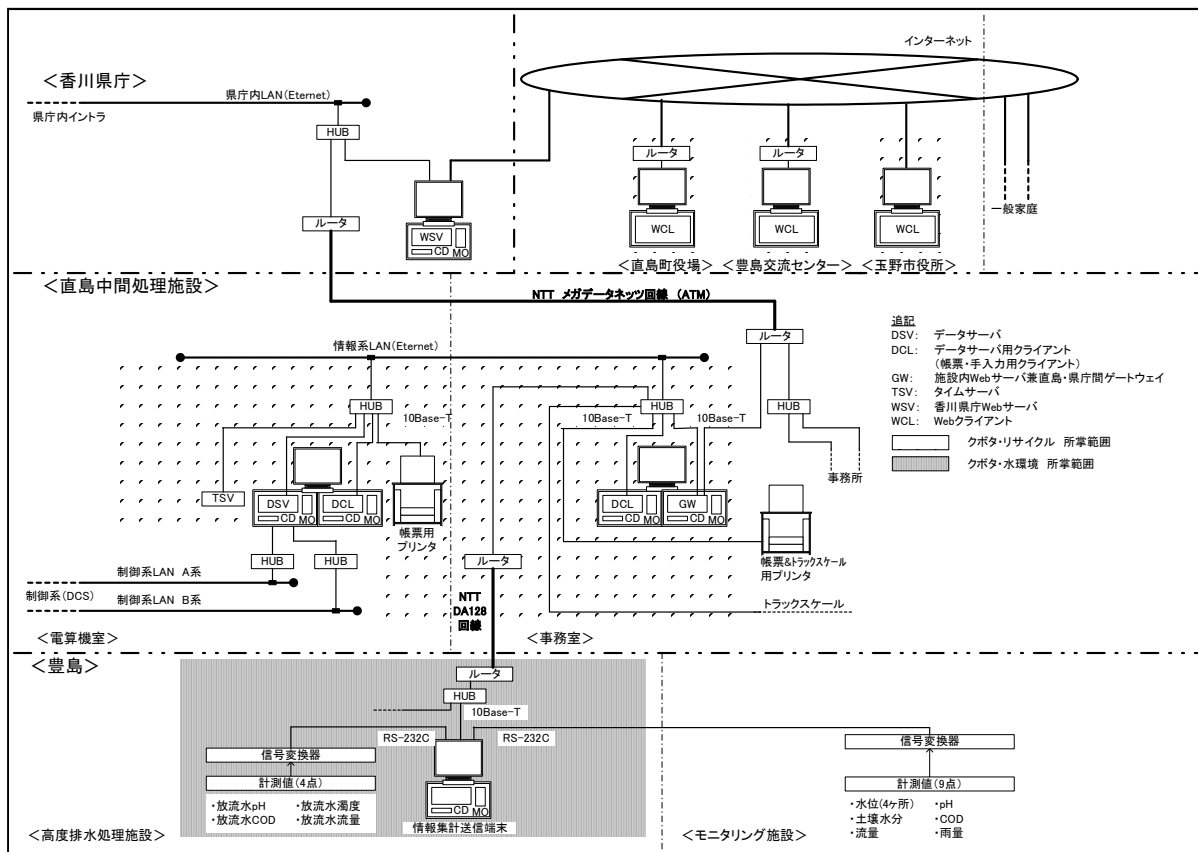 インターネット
＜香川県庁＞
県庁内LAN(Eternet)
県庁内イントラ
HUB
ルータ
WSV
CD
MO
ルータ
ルータ
WCL
WCL
WCL
一般家庭
＜直島町役場＞
＜豊島交流センター＞
＜玉野市役所＞
＜直島中間処理施設＞
NTT メガデータネッツ回線 (ATM)
ルータ
情報系LAN(Eternet)
HUB
10Base-T
TSV
DSV
CD
MO
DCL
CD
MO
帳票用
プリンタ
HUB
HUB
制御系LAN A系
制御系(DCS)
制御系LAN B系
＜電算機室＞
10Base-T
HUB
10Base-T
HUB
事務所
DCL
CD
MO
GW
CD
MO
帳票&トラックスケール
用プリンタ
ルータ
NTT
DA128
回線
トラックスケール
＜事務室＞
追記
DSV: データサーバ
DCL: データサーバ用クライアント
(帳票・手入力用クライアント)
GW: 施設内Webサーバ兼直島・県庁間ゲートウェイ
TSV: タイムサーバ
WSV: 香川県庁Webサーバ
WCL: Webクライアント
クボタ・リサイクル 所掌範囲
クボタ・水環境 所掌範囲
＜豊島＞
ルータ
HUB
10Base-T
RS-232C
RS-232C
信号変換器
計測値(4点)
・放流水pH ・放流水濁度
・放流水COD ・放流水流量
CD
MO
情報集計送信端末
＜高度排水処理施設＞
信号変換器
計測値(9点)
・水位(4ヶ所) ・pH
・土壌水分 ・COD
・流量 ・雨量
＜モニタリング施設＞